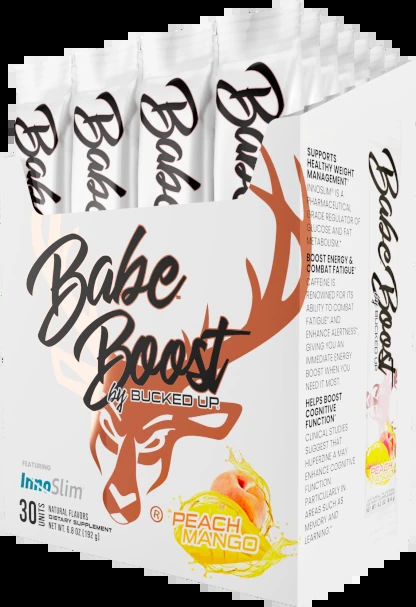 Babe
Babe
Babe
Babe
Babe
Boost
by BUCKED UP
™
FEATURING
InnoSlim
30 UNITS
NATURAL FLAVORS
DIETARY SUPPLEMENT
NET WT. 6.8 OZ (192 g)
®
PEACH
MANGO
SUPPORTS
HEALTHY WEIGHT
MANAGEMENT*
INNOSLIM® IS A
PHARMACEUTICAL
GRADE REGULATOR OF
GLUCOSE AND FAT
METABOLISM.*
BOOST ENERGY &
COMBAT FATIGUE*
CAFFEINE IS
RENOWNED FOR ITS
ABILITY TO COMBAT
FATIGUE* AND
ENHANCE ALERTNESS*,
GIVING YOU AN
IMMEDIATE ENERGY
BOOST WHEN YOU
NEED IT MOST.
HELPS BOOST
COGNITIVE
FUNCTION*
CLINICAL STUDIES
SUGGEST THAT
HUPERZINE A MAY
ENHANCE COGNITIVE
FUNCTION,
PARTICULARLY IN
AREAS SUCH AS
MEMORY AND
LEARNING.*
Babe Boost
by BUCKED UP
PEACH